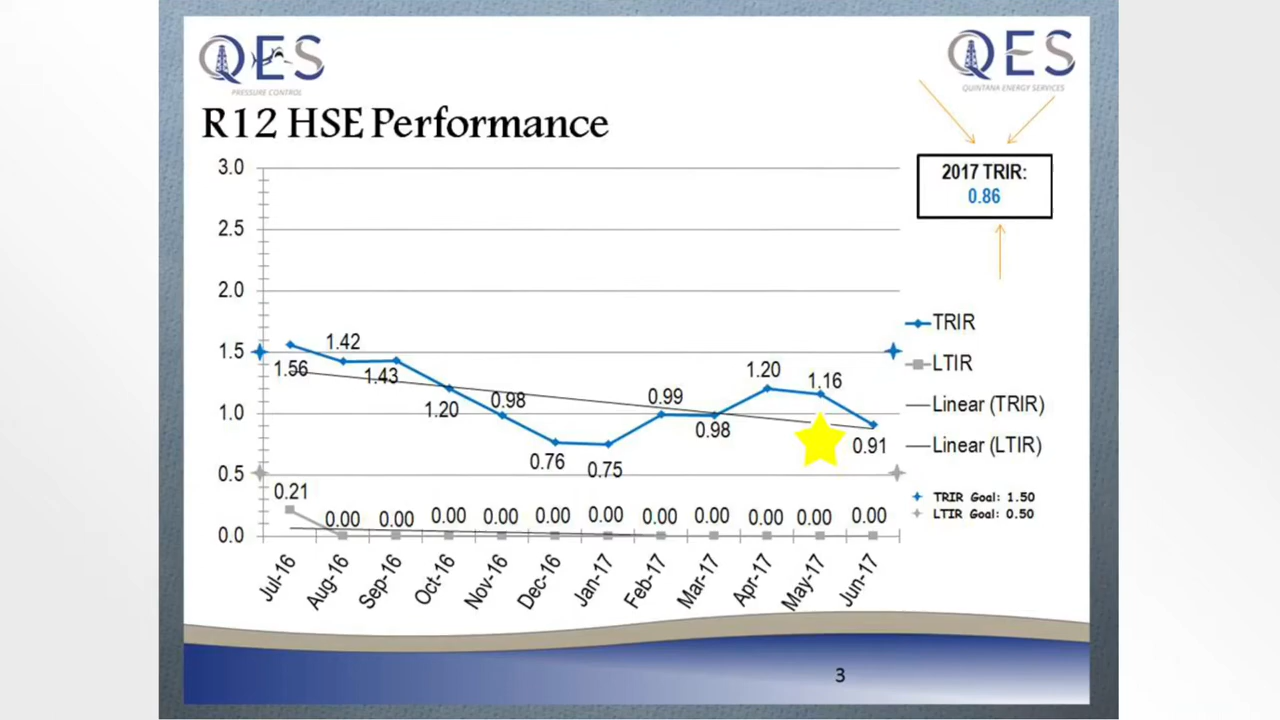 QES
PRESSURE CONTROL
QES
QUINTANA ENERGY SERVICES
R12 HSE Performance
2017 TRIR:
0.86
3.0
2.5
2.0
1.5
1.0
0.5
0.0
1.56
1.42
1.43
1.20
0.98
0.76
0.75
0.99
0.98
1.20
1.16
0.91
0.21
0.00
0.00
0.00
0.00
0.00
0.00
0.00
0.00
0.00
0.00
0.00
Jul-16
Aug-16
Sep-16
Oct-16
Nov-16
Dec-16
Jan-17
Feb-17
Mar-17
Apr-17
May-17
Jun-17
TRIR
LTIR
Linear (TRIR)
Linear (LTIR)
TRIR Goal: 1.50
LTIR Goal: 0.50
3